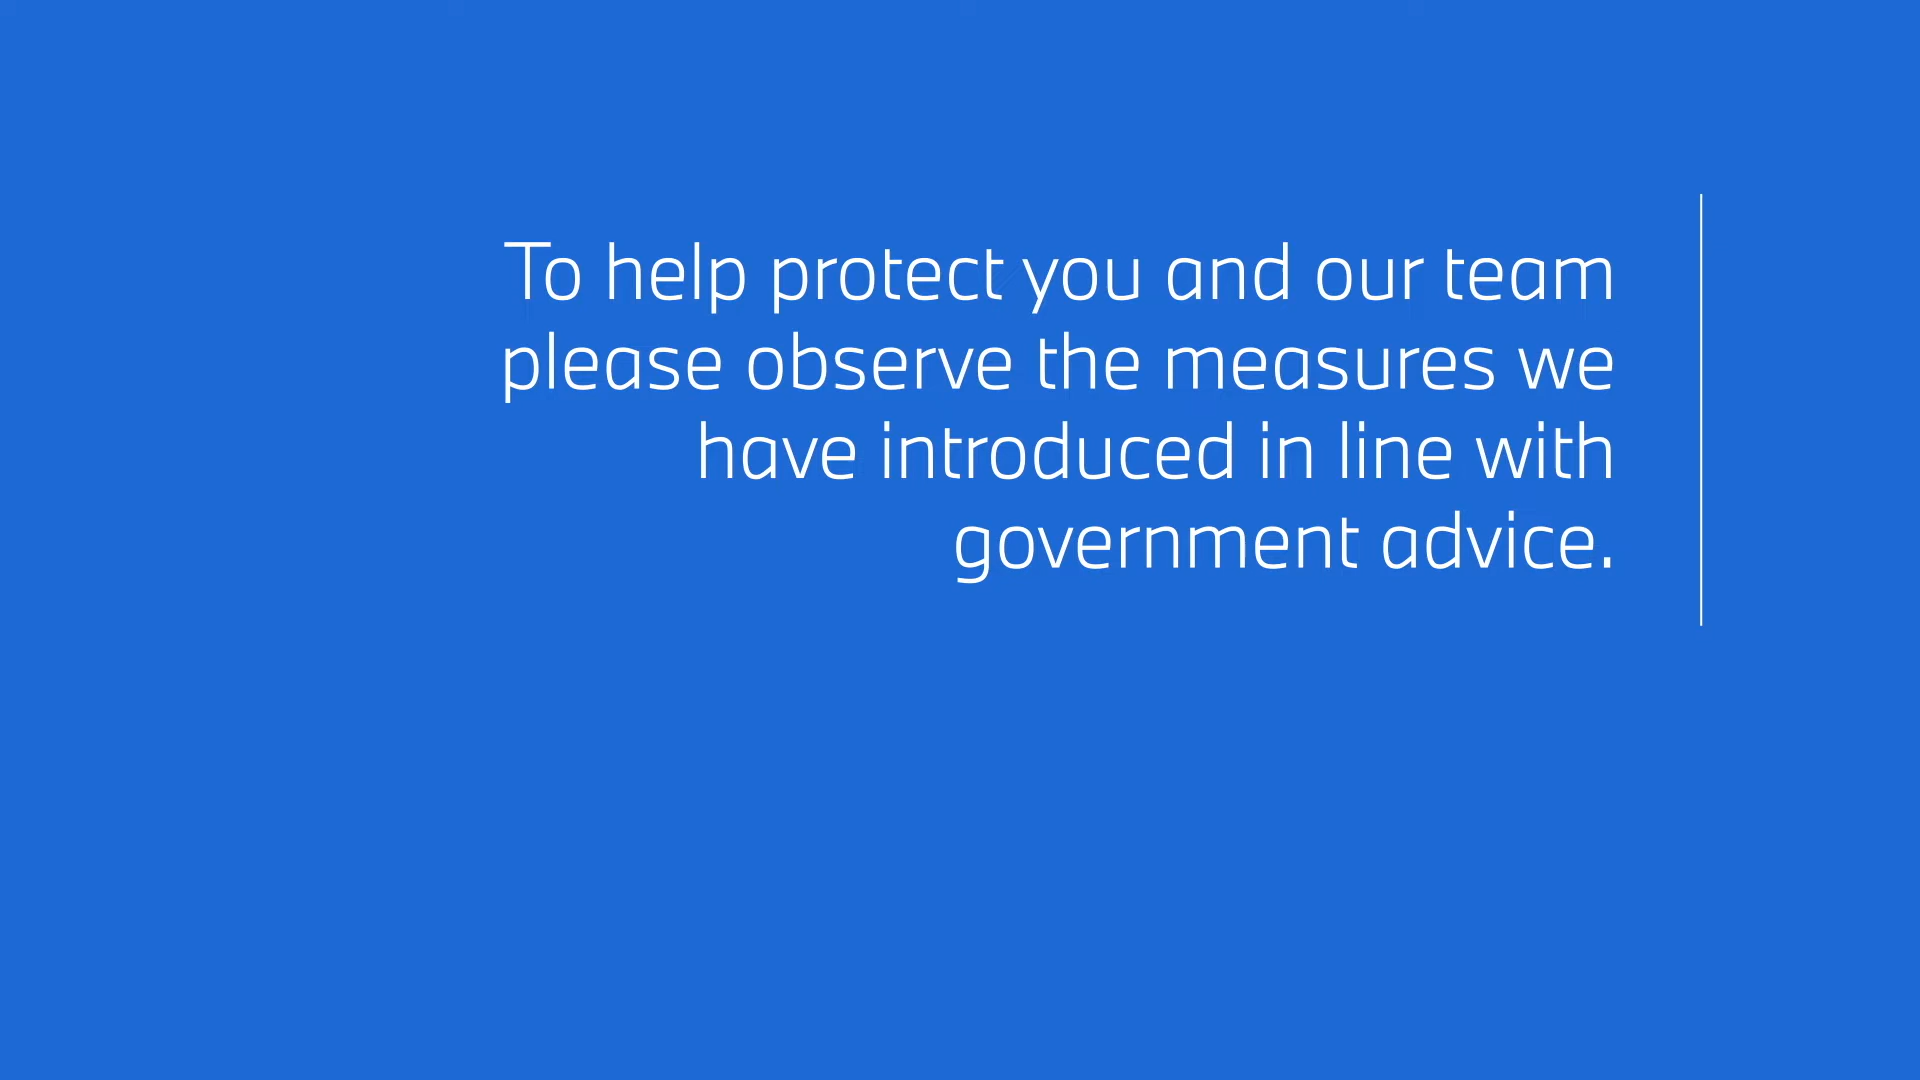 To help protect you and our team
please observe the measures we
have introduced in line with
government advice.